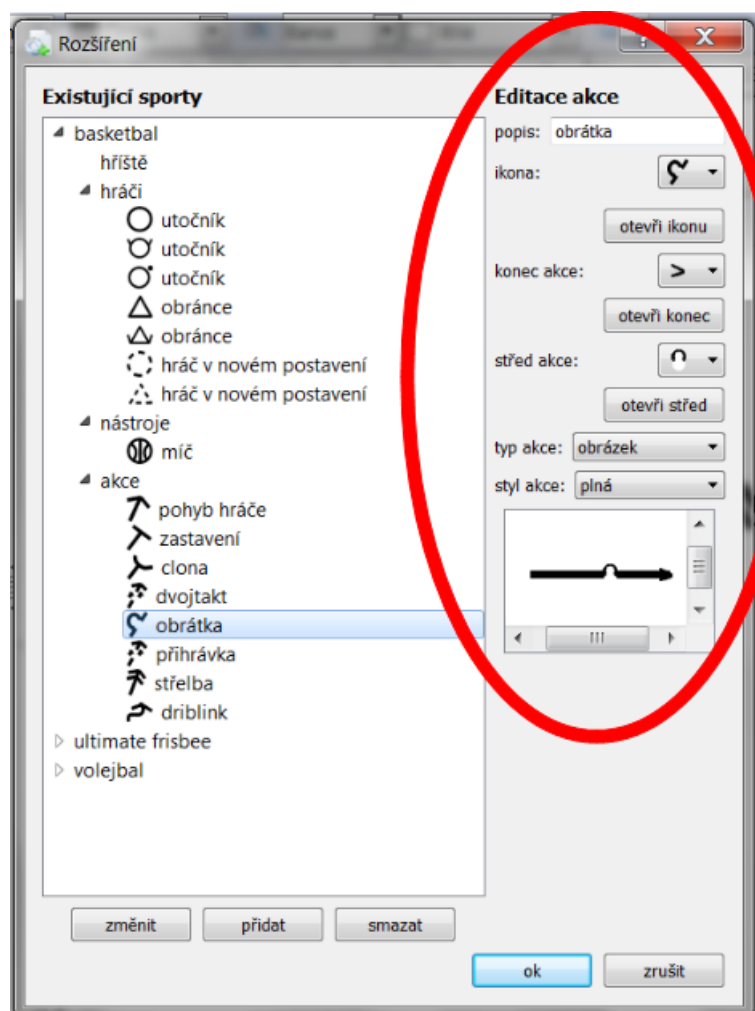 Rozšíření
Existující sporty
basketbal
hříště
hráči
utočník
utočník
utočník
obránce
obránce
hráč v novém postavení
hráč v novém postavení
nástroje
míč
akce
pohyb hráče
zastavení
clona
dvojtakt
obrátka
přihrávka
střelba
driblink
ultimate frisbee
volejbal
změnit přidat smazat
Editace akce
popis: obrátka
ikona:
otevři ikonu
konec akce:
otevři konec
střed akce:
otevři střed
typ akce: obrázek
styl akce: plná
ok zrušit